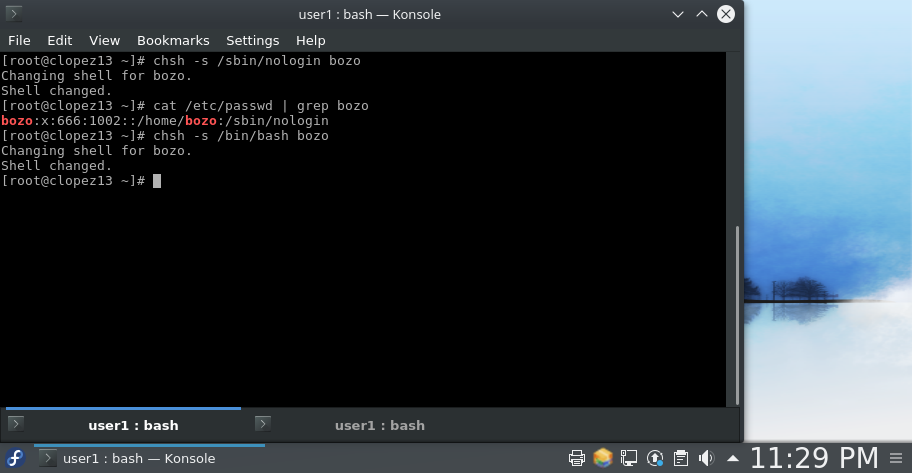 user1 : bash — Konsole
File Edit View Bookmarks Settings Help
[root@clopez13 ~]# chsh -s /sbin/nologin bozo
Changing shell for bozo.
Shell changed.
[root@clopez13 ~]# cat /etc/passwd | grep bozo
bozo:x:666:1002::/home/bozo:/sbin/nologin
[root@clopez13 ~]# chsh -s /bin/bash bozo
Changing shell for bozo.
Shell changed.
[root@clopez13 ~]#
user1 : bash user1 : bash
user1 : bash — Konsole 11:29 PM